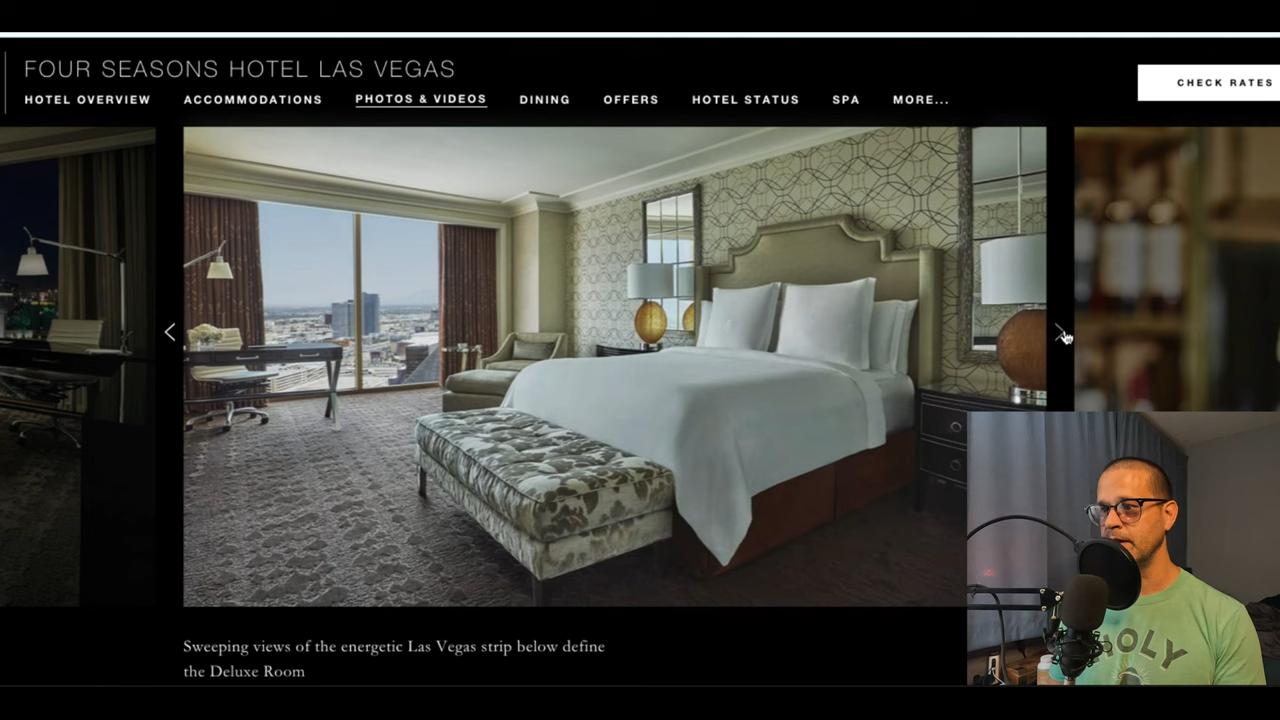 FOUR SEASONS HOTEL LAS VEGAS
CHECK RATES
HOTEL OVERVIEW ACCOMMODATIONS PHOTOS & VIDEOS DINING OFFERS HOTEL STATUS SPA MORE...
Sweeping views of the energetic Las Vegas strip below define
the Deluxe Room
HOLY